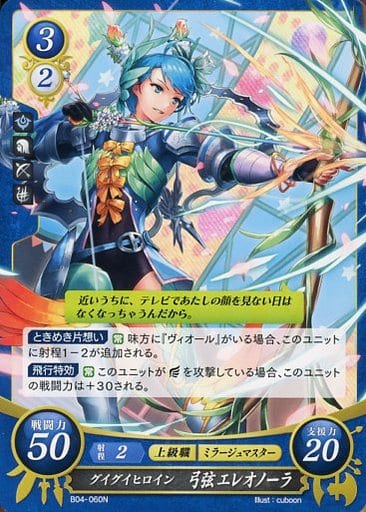 3
2
近いうちに、テレビであたしの顔を見ない日は
なくなっちゃうんだから。
ときめき片想い 常 味方に『ヴィオール』がいる場合、このユニット
に射程1-2が追加される。
飛行特効 常 このユニットが を攻撃している場合、このユニット
の戦闘力は+30される。
戦闘力 50
射程 2
上級職 ミラージュマスター
支援力 20
グイグイヒロイン 弓弦エレオノーラ
B04-060N
Illust : cuboon